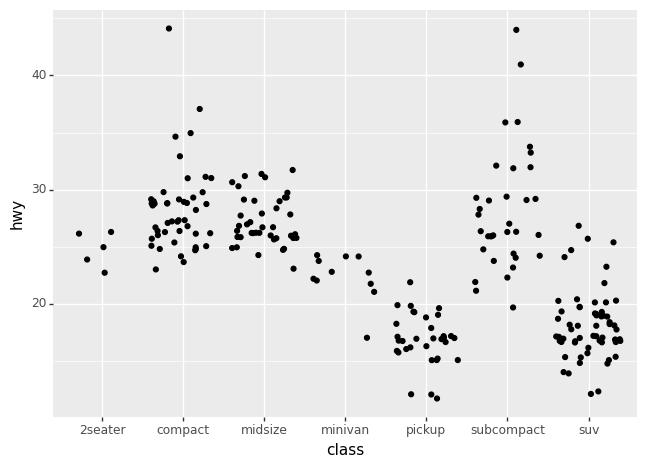 hwy
40
30
20
2seater compact midsize minivan pickup subcompact suv
class